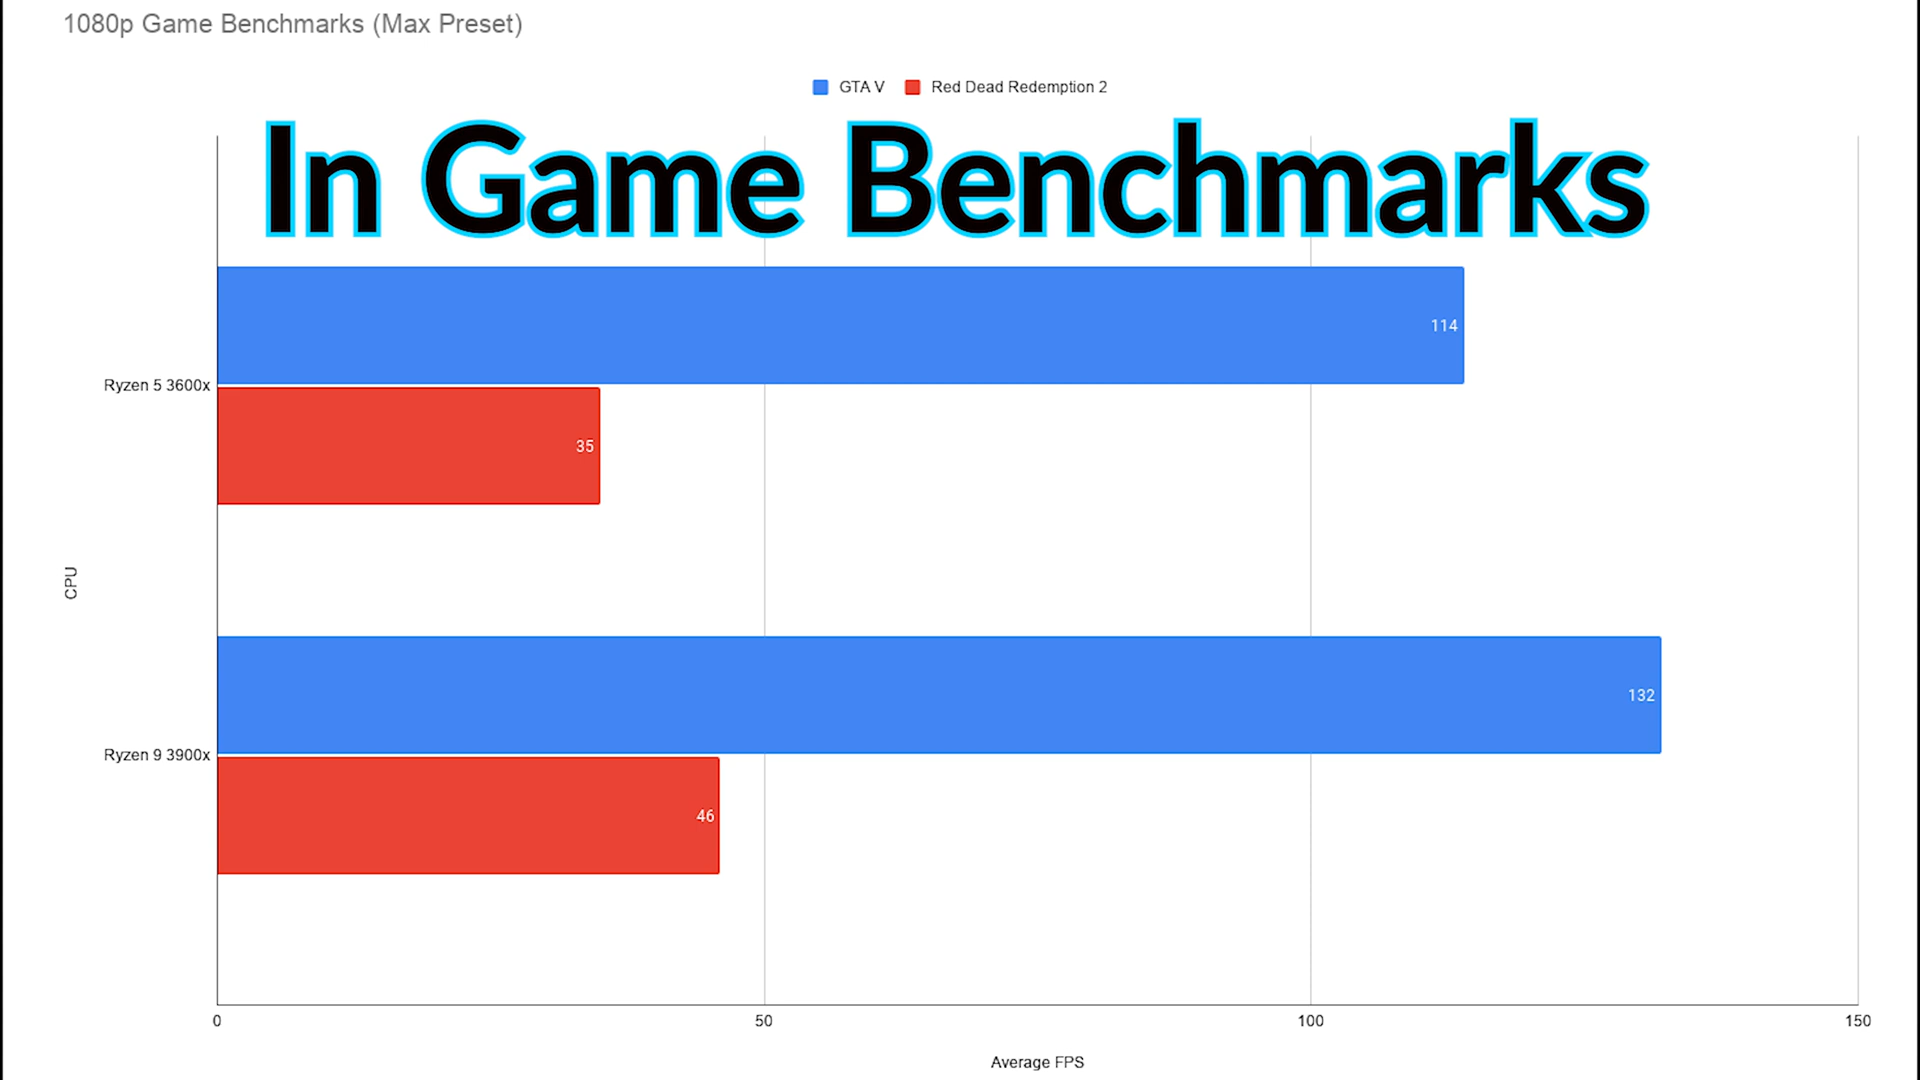 1080p Game Benchmarks (Max Preset)
GTA V
Red Dead Redemption 2
In Game Benchmarks
114
Ryzen 5 3600x
35
CPU
132
Ryzen 9 3900x
46
0
50
100
150
Average FPS